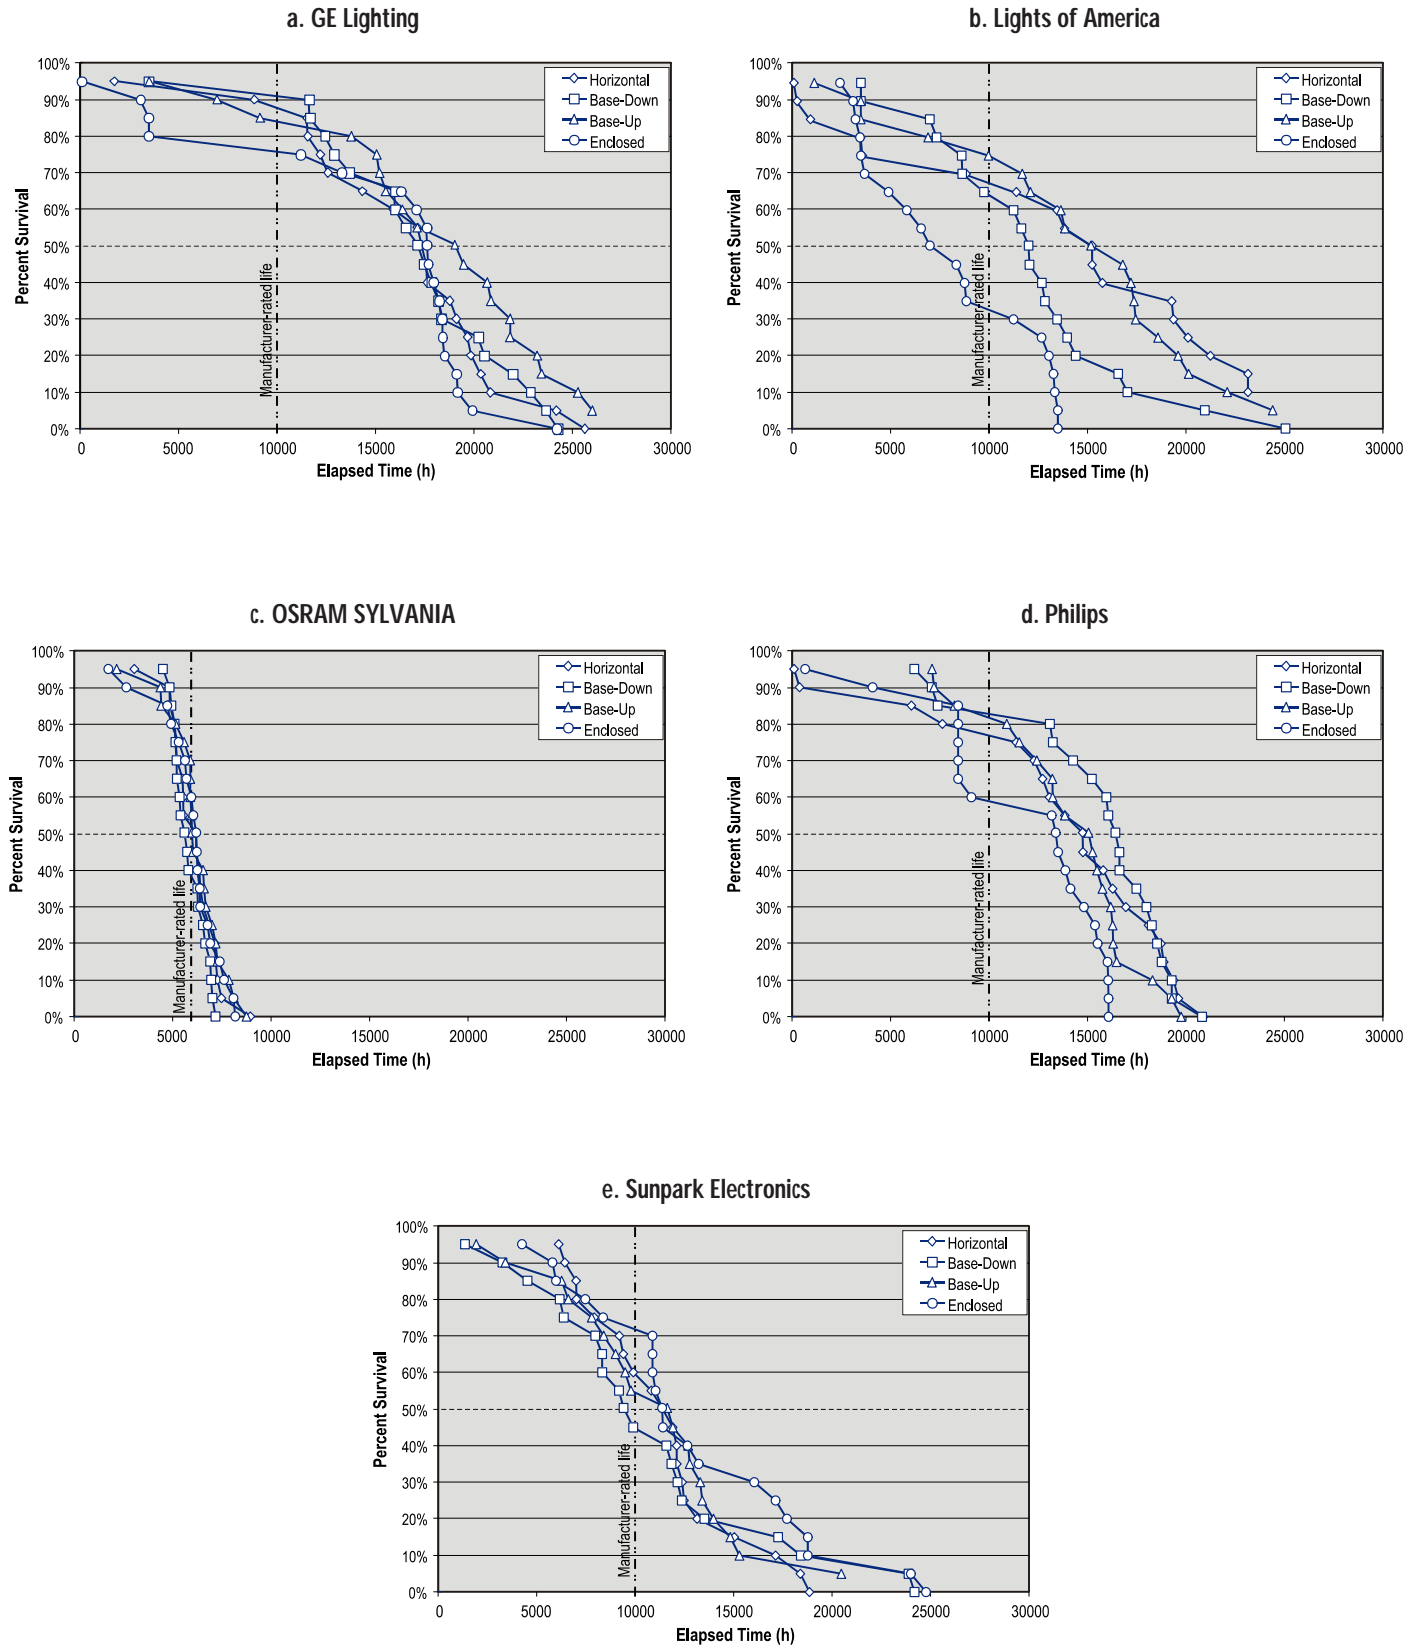 a. GE Lighting
100%
90%
80%
70%
60%
50%
40%
30%
20%
10%
0%
Percent Survival
0 5000 10000 15000 20000 25000 30000
Elapsed Time (h)
Manufacturer-rated life
Horizontal
Base-Down
Base-Up
Enclosed
b. Lights of America
100%
90%
80%
70%
60%
50%
40%
30%
20%
10%
0%
Percent Survival
0 5000 10000 15000 20000 25000 30000
Elapsed Time (h)
Manufacturer-rated life
Horizontal
Base-Down
Base-Up
Enclosed
c. OSRAM SYLVANIA
100%
90%
80%
70%
60%
50%
40%
30%
20%
10%
0%
Percent Survival
0 5000 10000 15000 20000 25000 30000
Elapsed Time (h)
Manufacturer-rated life
Horizontal
Base-Down
Base-Up
Enclosed
d. Philips
100%
90%
80%
70%
60%
50%
40%
30%
20%
10%
0%
Percent Survival
0 5000 10000 15000 20000 25000 30000
Elapsed Time (h)
Manufacturer-rated life
Horizontal
Base-Down
Base-Up
Enclosed
e. Sunpark Electronics
100%
90%
80%
70%
60%
50%
40%
30%
20%
10%
0%
Percent Survival
0 5000 10000 15000 20000 25000 30000
Elapsed Time (h)
Manufacturer-rated life
Horizontal
Base-Down
Base-Up
Enclosed